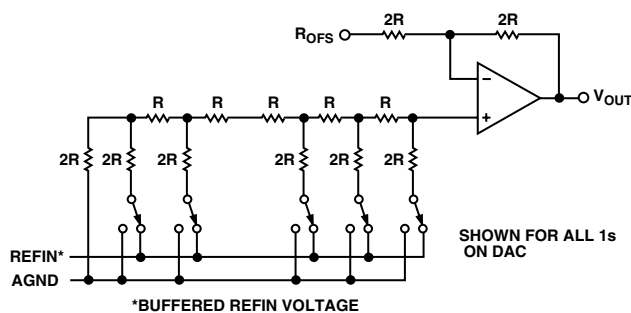 2R 2R
R_OFS
V_OUT
R R R R R
2R 2R 2R 2R 2R 2R
REFIN*
AGND
SHOWN FOR ALL 1s
ON DAC
*BUFFERED REFIN VOLTAGE